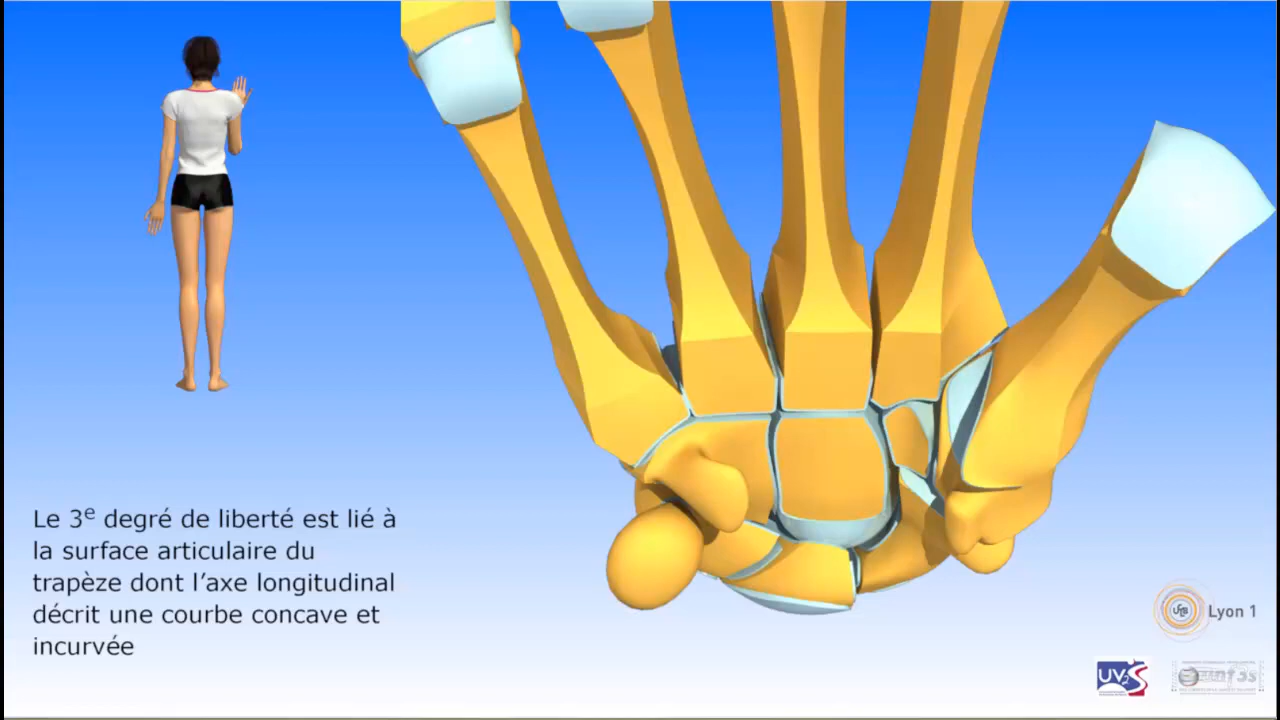 Le 3e degré de liberté est lié à
la surface articulaire du
trapèze dont l’axe longitudinal
décrit une courbe concave et
incurvée
Lyon 1
UV2S